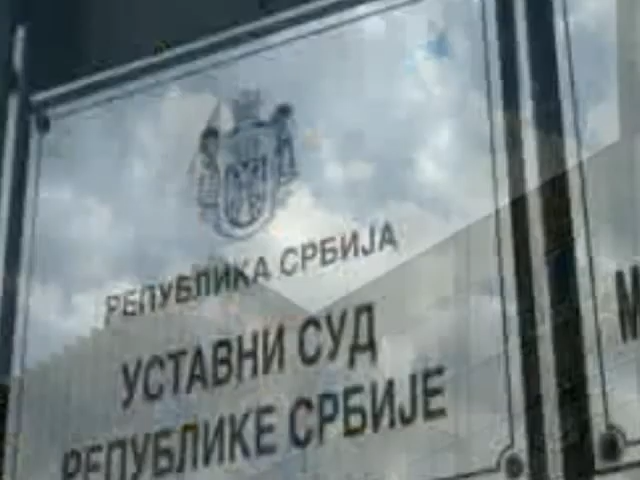 РЕПУБЛИКА СРБИЈА
УСТАВНИ СУД
РЕПУБЛИКЕ СРБИЈЕ